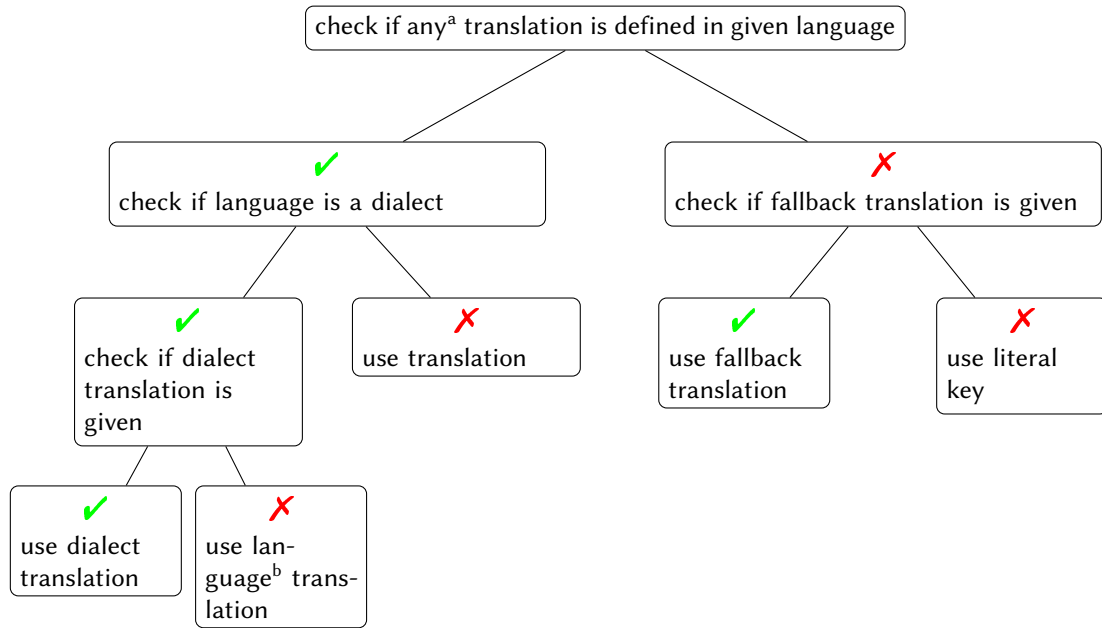 check if anyᵃ translation is defined in given language
✓
check if language is a dialect
✗
check if fallback translation is given
✓
check if dialect
translation is
given
✗
use translation
✓
use fallback
translation
✗
use literal
key
✓
use dialect
translation
✗
use lan-
guageᵇ trans-
lation